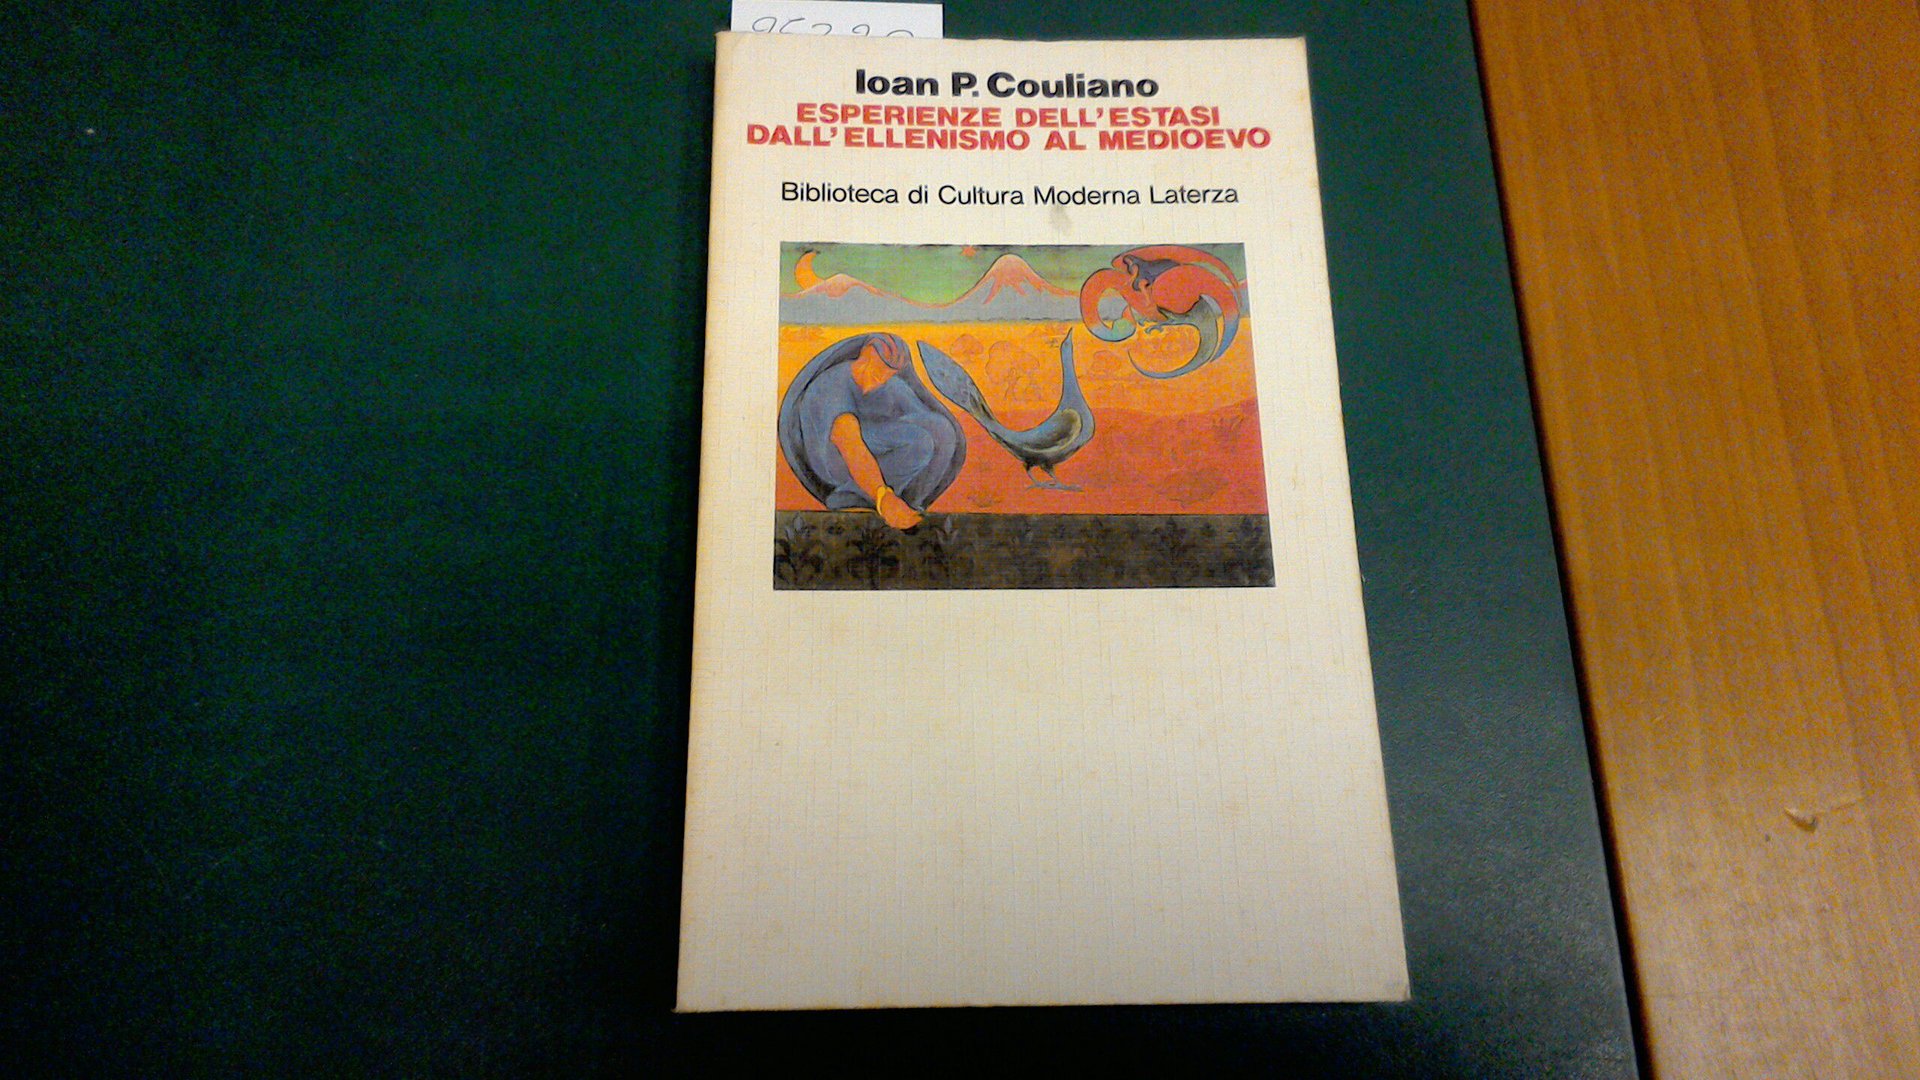 Ioan P. Couliano
ESPERIENZE DELL'ESTASI
DALL'ELLENISMO AL MEDIOEVO
Biblioteca di Cultura Moderna Laterza